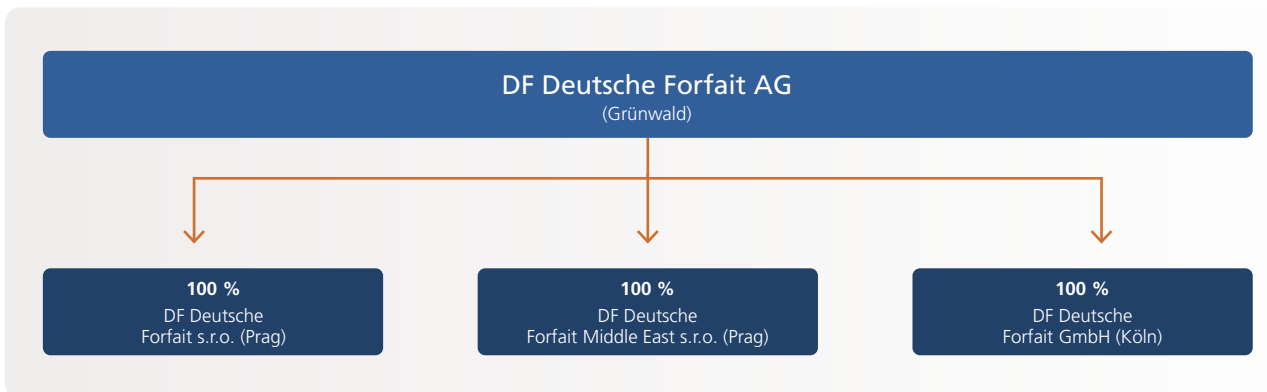 DF Deutsche Forfait AG
(Grünwald)
100 %
DF Deutsche
Forfait s.r.o. (Prag)
100 %
DF Deutsche
Forfait Middle East s.r.o. (Prag)
100 %
DF Deutsche
Forfait GmbH (Köln)